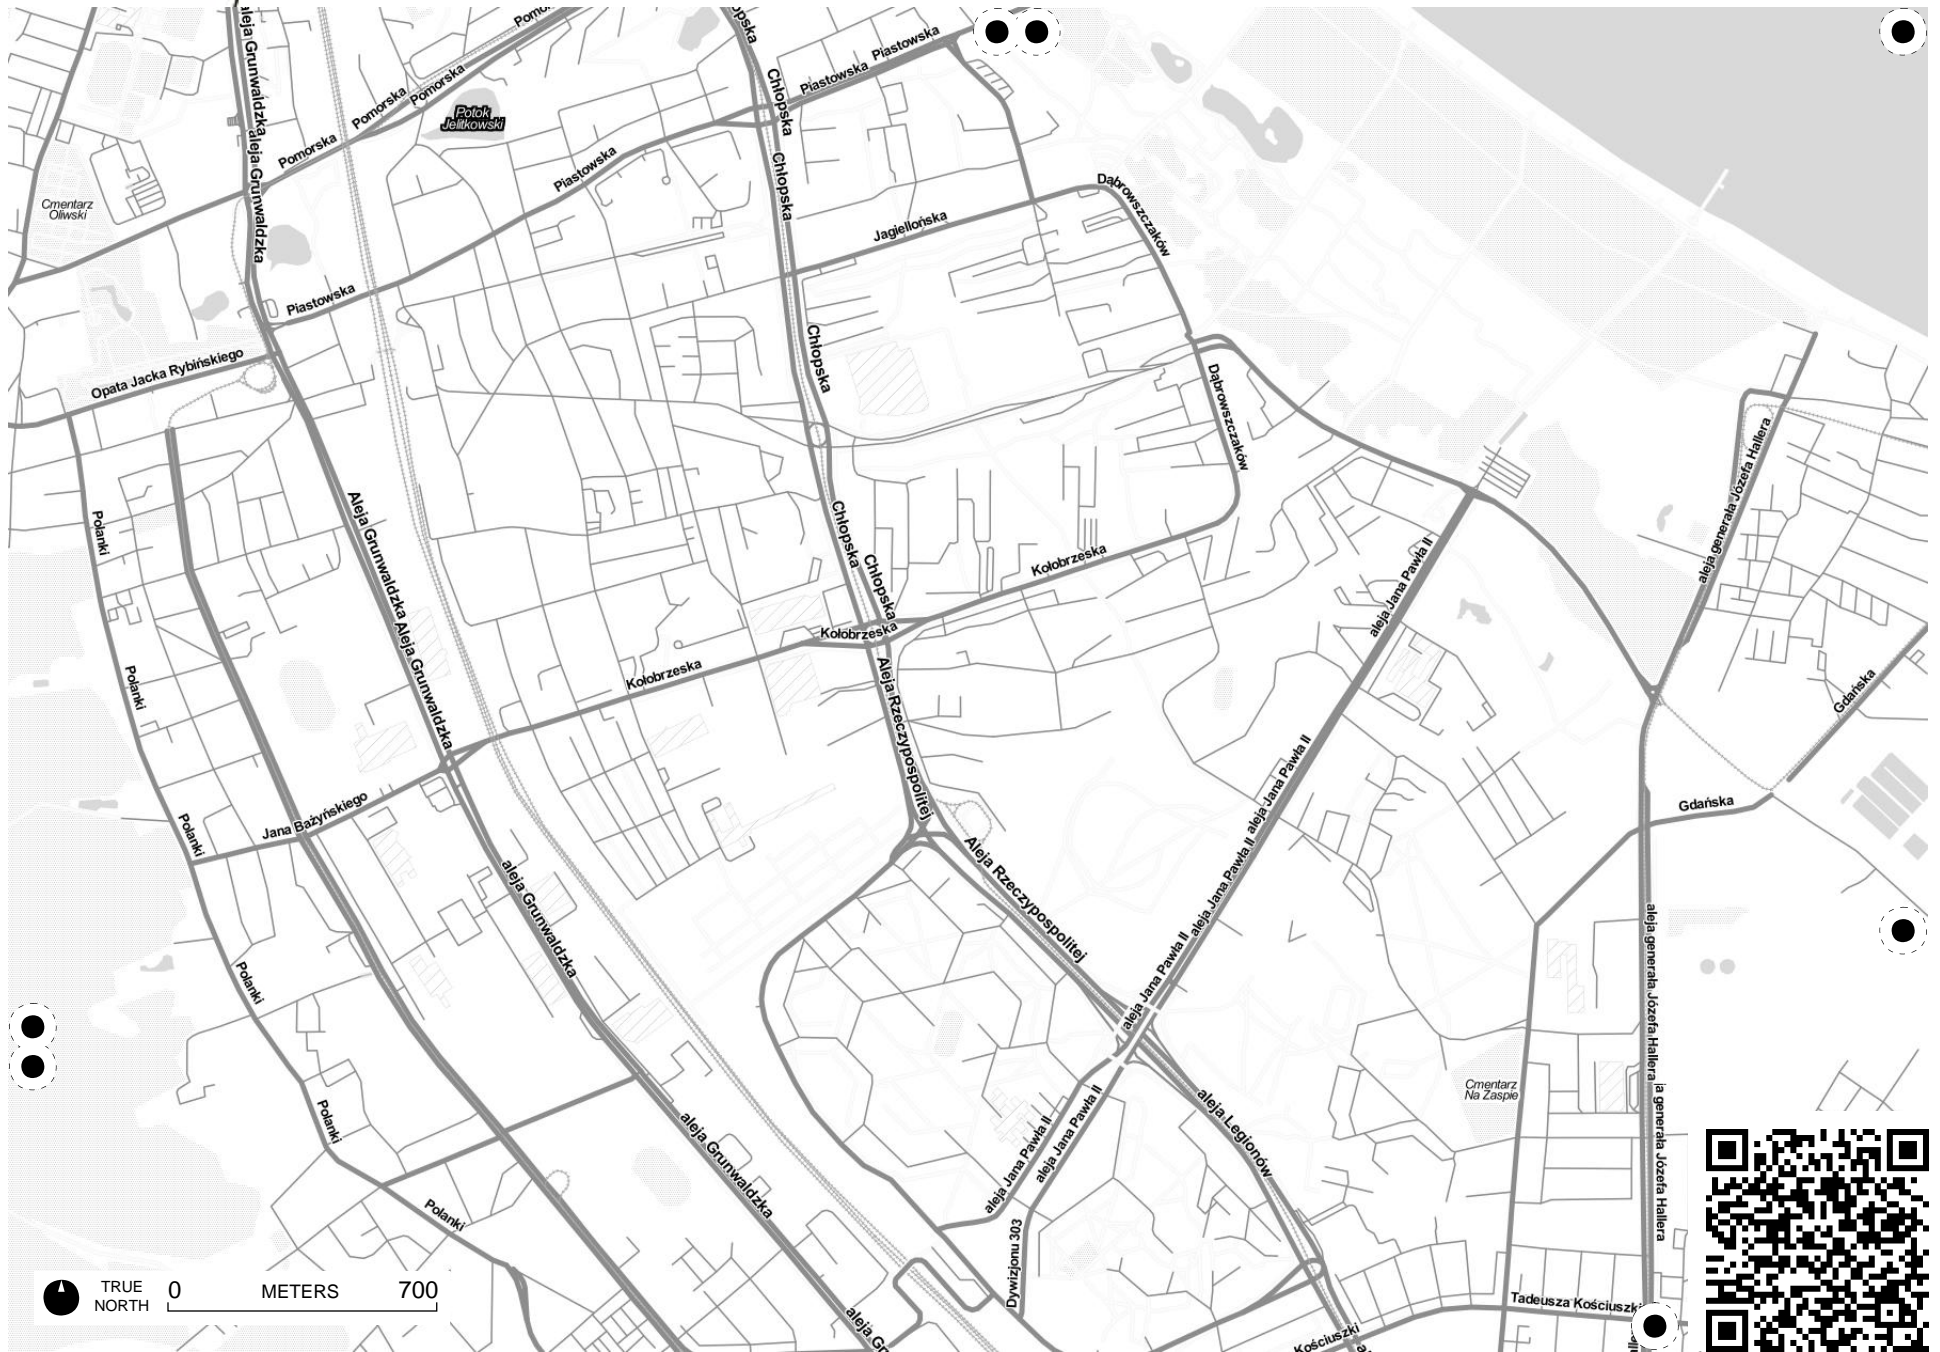 aleja Grunwaldzka
aleja Grunwaldzka
Pomorska
Pomorska
Pomorska
Potok
Jelitkowski
Chłopska
Chłopska
Piastowska
Piastowska
Piastowska
Piastowska
Cmentarz
Oliwski
Jagiellońska
Dąbrowszczaków
Dąbrowszczaków
Opata Jacka Rybińskiego
Chłopska
Chłopska
Chłopska
aleja generała Józefa Hallera
Polanki
Polanki
Polanki
Polanki
Polanki
Polanki
Aleja Grunwaldzka
Aleja Grunwaldzka
Kołobrzeska
Kołobrzeska
Kołobrzeska
aleja Jana Pawła II
aleja Jana Pawła II
aleja Jana Pawła II
aleja Jana Pawła II
aleja Jana Pawła II
aleja Jana Pawła II
Aleja Rzeczypospolitej
Aleja Rzeczypospolitej
Gdańska
Gdańska
Jana Bażyńskiego
aleja Grunwaldzka
aleja Grunwaldzka
aleja generała Józefa Hallera
ja generała Józefa Hallera
Cmentarz
Na Zaspie
aleja Legionów
Dywizjonu 303
Tadeusza Kościuszki
Kościuszki
aleja Gr
TRUE
NORTH
0 METERS 700